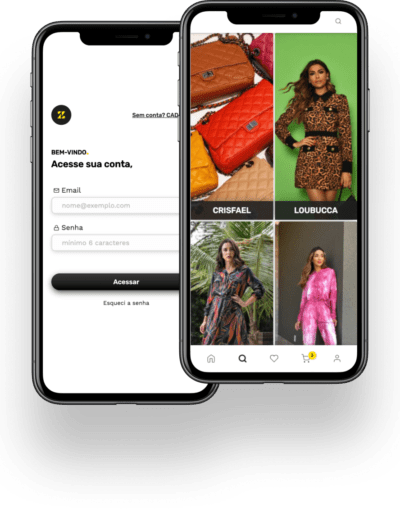 Z
Sem conta?
BEM-VINDO.
Acesse sua conta,
Email
nome@exemplo.com
Senha
mínimo 6 caracteres
Acessar
Esqueci a senha
CRISFAEL
LOUBUCCA
3